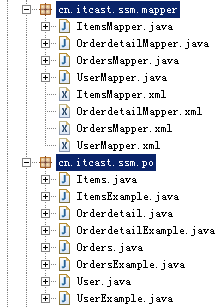 cn.itcast.ssm.mapper
ItemsMapper.java
OrderdetailMapper.java
OrdersMapper.java
UserMapper.java
ItemsMapper.xml
OrderdetailMapper.xml
OrdersMapper.xml
UserMapper.xml
cn.itcast.ssm.po
Items.java
ItemsExample.java
Orderdetail.java
OrderdetailExample.java
Orders.java
OrdersExample.java
User.java
UserExample.java